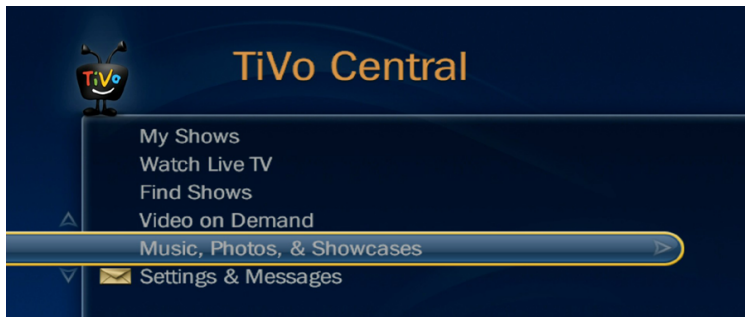 TiVo Central
TiVo
My Shows
Watch Live TV
Find Shows
Video on Demand
Music, Photos, & Showcases
Settings & Messages